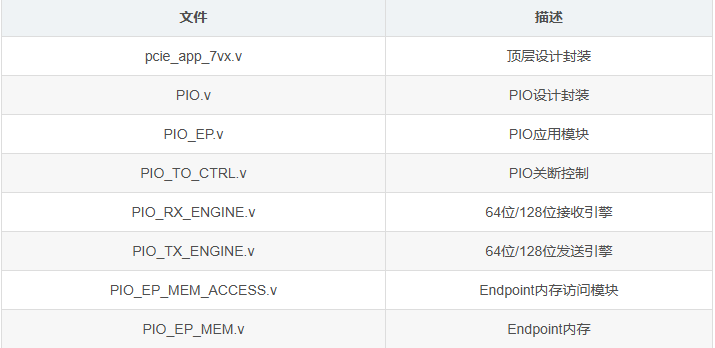 文件 描述
pcie_app_7vx.v 顶层设计封装
PIO.v PIO设计封装
PIO_EP.v PIO应用模块
PIO_TO_CTRL.v PIO关断控制
PIO_RX_ENGINE.v 64位/128位接收引擎
PIO_TX_ENGINE.v 64位/128位发送引擎
PIO_EP_MEM_ACCESS.v Endpoint内存访问模块
PIO_EP_MEM.v Endpoint内存